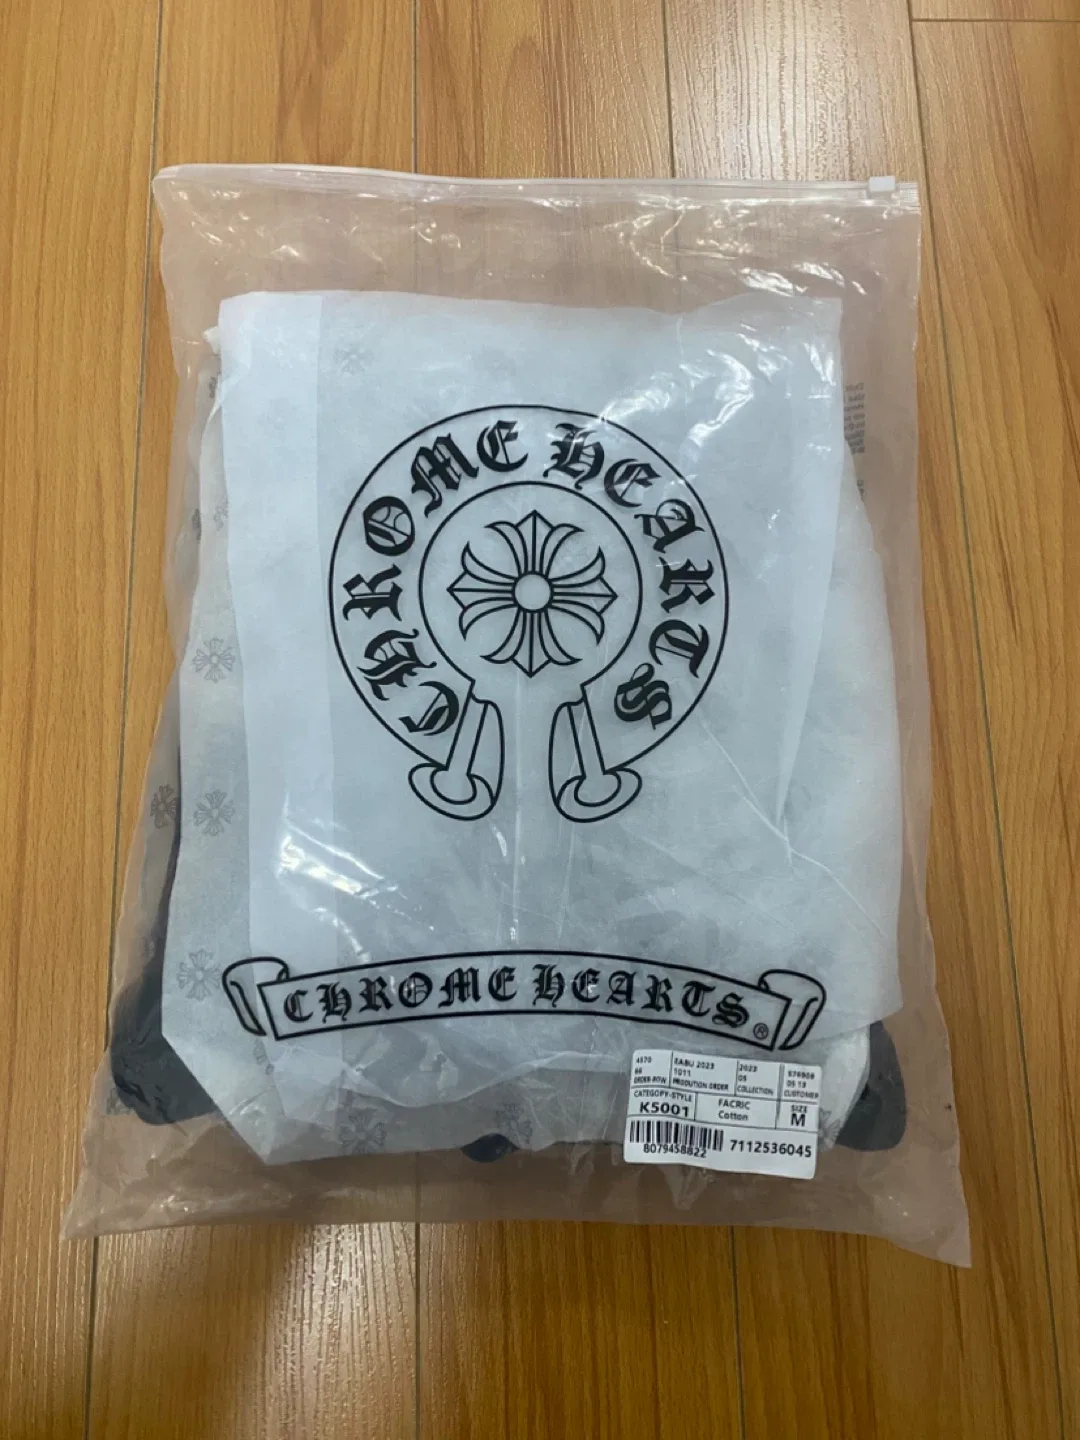 CHROME HEARTS
CHROME HEARTS®
4570
66
ORDER-ROW
EABU 2023
1011
PRODUTION.ORDER
2023
05
COLLECTION
576909
05 13
CUSTOMER
CATEGOPY-STYLE
K5001
FACRIC
Cotton
SIZE
M
8079458822
7112536045